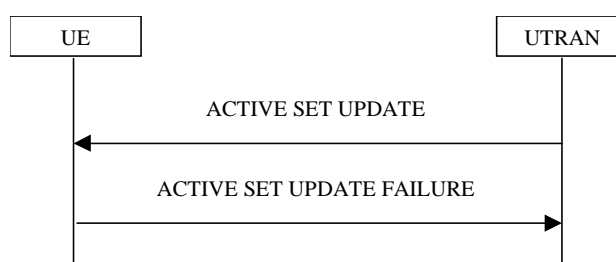 UE
UTRAN
ACTIVE SET UPDATE
ACTIVE SET UPDATE FAILURE